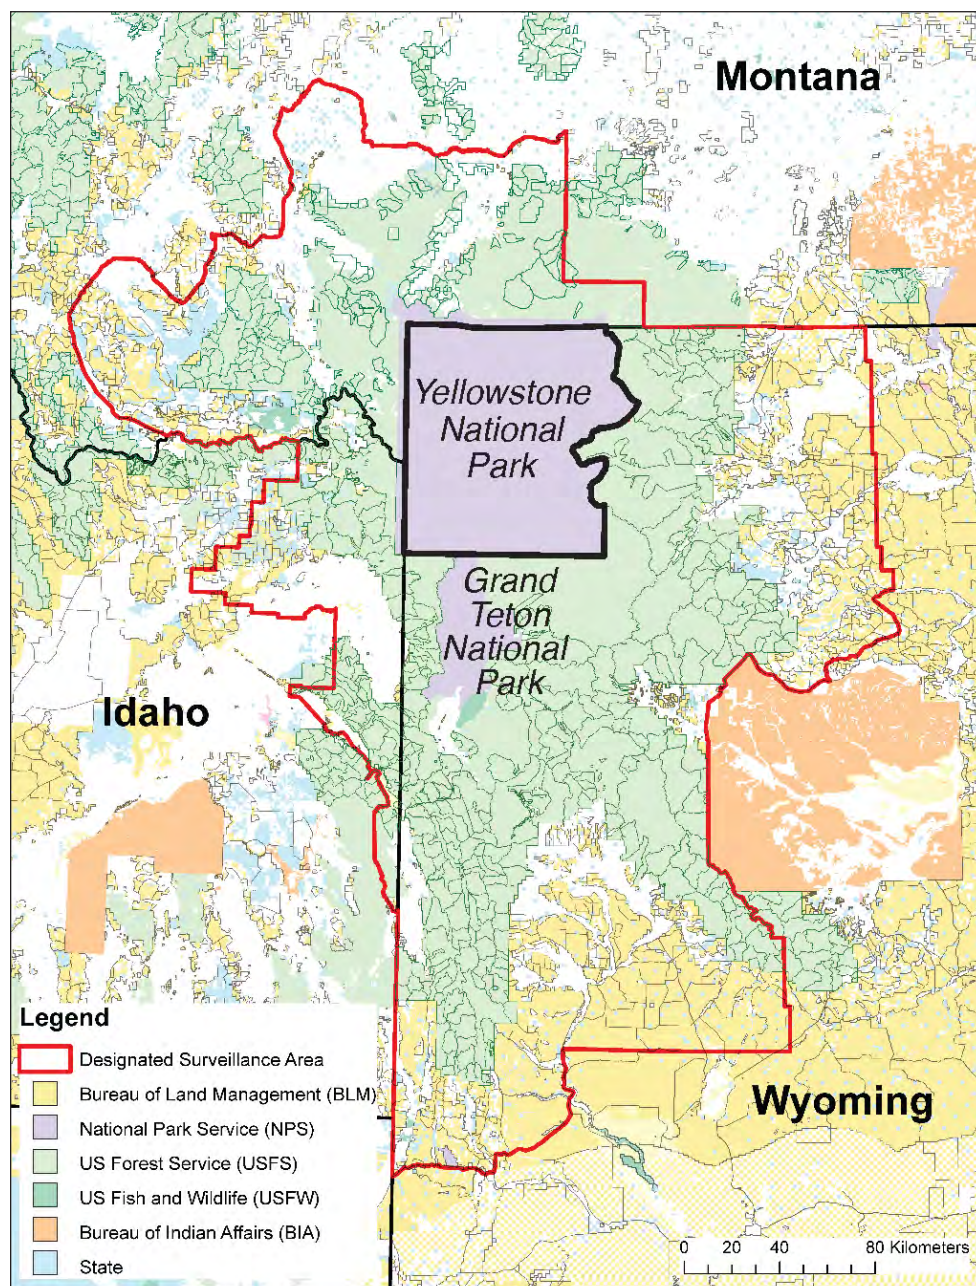 Montana
Yellowstone
National
Park
Grand
Teton
National
Park
Idaho
Wyoming
Legend
Designated Surveillance Area
Bureau of Land Management (BLM)
National Park Service (NPS)
US Forest Service (USFS)
US Fish and Wildlife (USFW)
Bureau of Indian Affairs (BIA)
State
0 20 40 80 Kilometers